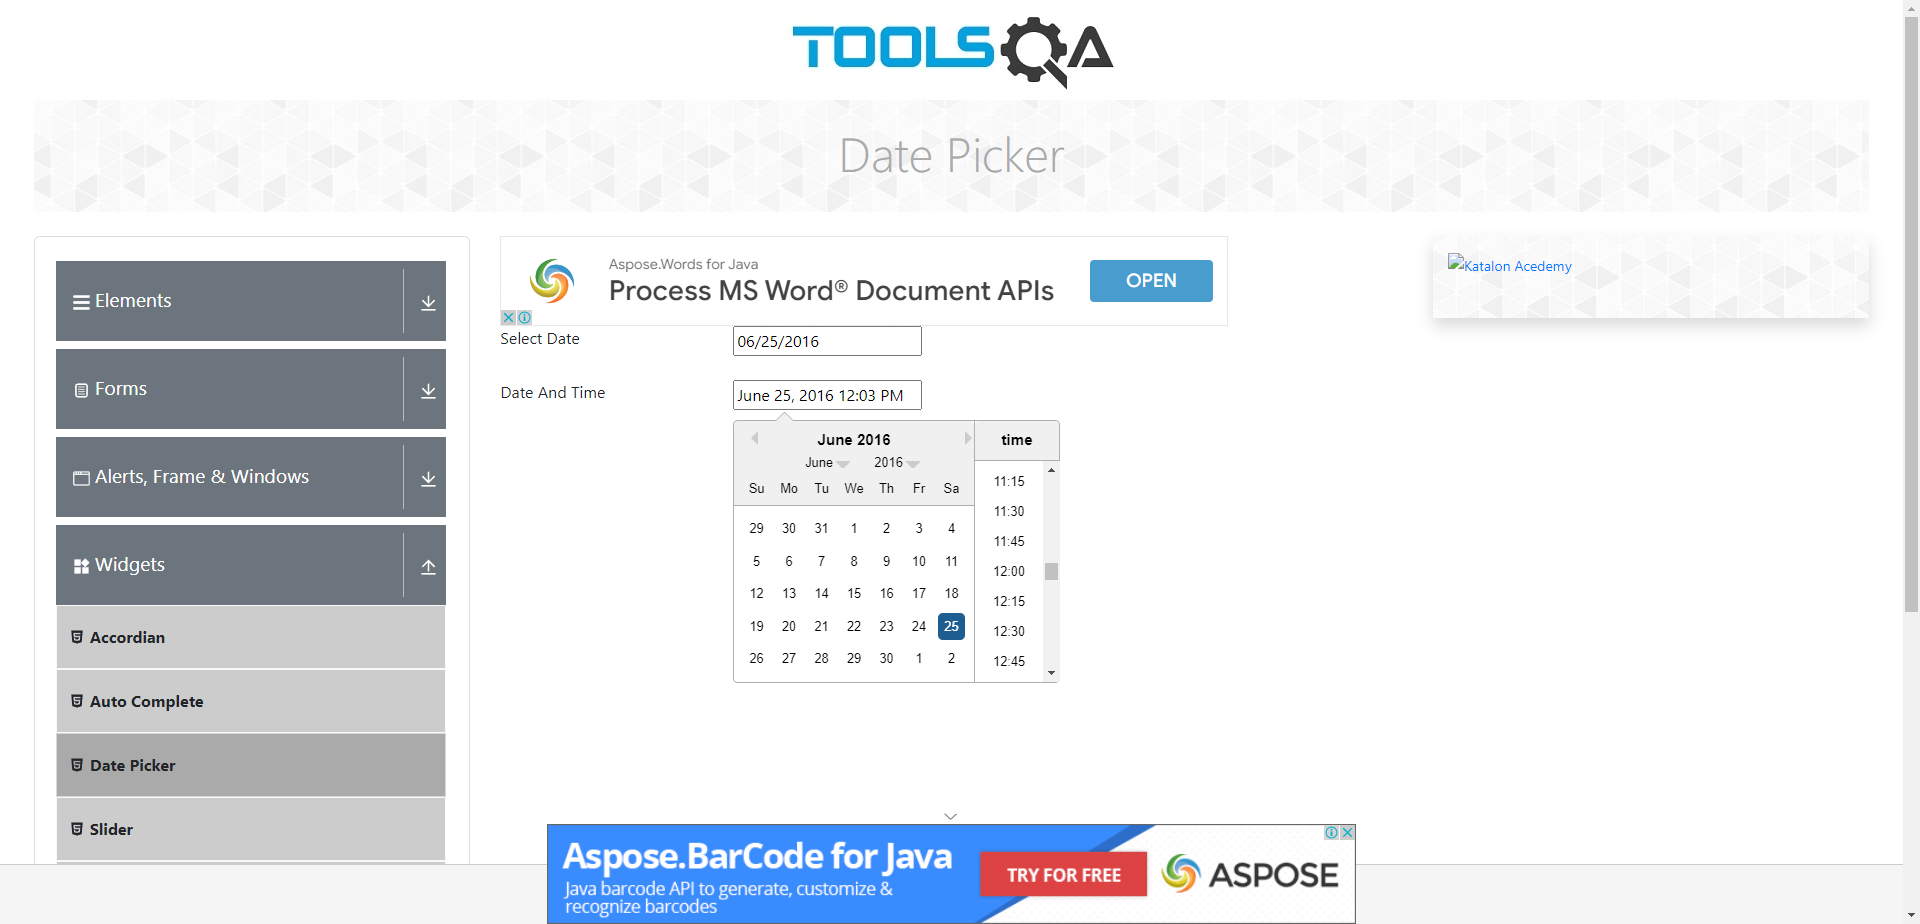 TOOLSQA
Date Picker
Elements
Forms
Alerts, Frame & Windows
Widgets
Accordian
Auto Complete
Date Picker
Slider
Aspose.Words for Java
Process MS Word® Document APIs
OPEN
Select Date
06/25/2016
Date And Time
June 25, 2016 12:03 PM
June 2016
June 2016
Su Mo Tu We Th Fr Sa
29 30 31 1 2 3 4
5 6 7 8 9 10 11
12 13 14 15 16 17 18
19 20 21 22 23 24 25
26 27 28 29 30 1 2
time
11:15
11:30
11:45
12:00
12:15
12:30
12:45
Katalon Acedemy
Aspose.BarCode for Java
Java barcode API to generate, customize &
recognize barcodes
TRY FOR FREE
ASPOSE